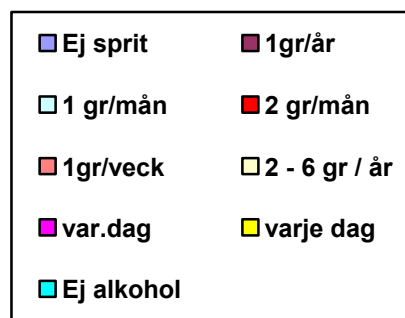 Ej sprit 1gr/år
1 gr/mån 2 gr/mån
1gr/veck 2 - 6 gr / år
var.dag varje dag
Ej alkohol